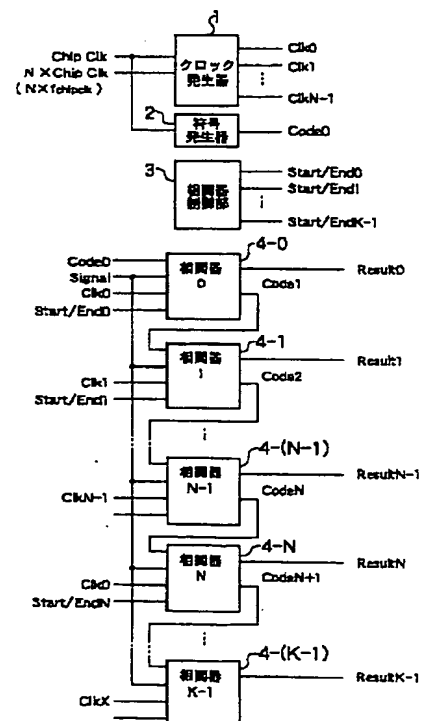 1
Chip Clk
N×Chip Clk
(N×fchipclk)
クロック
発生器
Clk0
Clk1
⋮
ClkN-1
2
符号
発生器
Code0
3
相関器
制御部
Start/End0
Start/End1
⋮
Start/EndK-1
4-0
Code0
Signal
Clk0
Start/End0
相関器
0
Result0
Code1
4-1
相関器
1
Clk1
Start/End1
Result1
Code2
⋮
4-(N-1)
相関器
N-1
ClkN-1
ResultN-1
CodeN
4-N
相関器
N
Clk0
Start/EndN
ResultN
CodeN+1
⋮
4-(K-1)
相関器
K-1
ClkX
ResultK-1